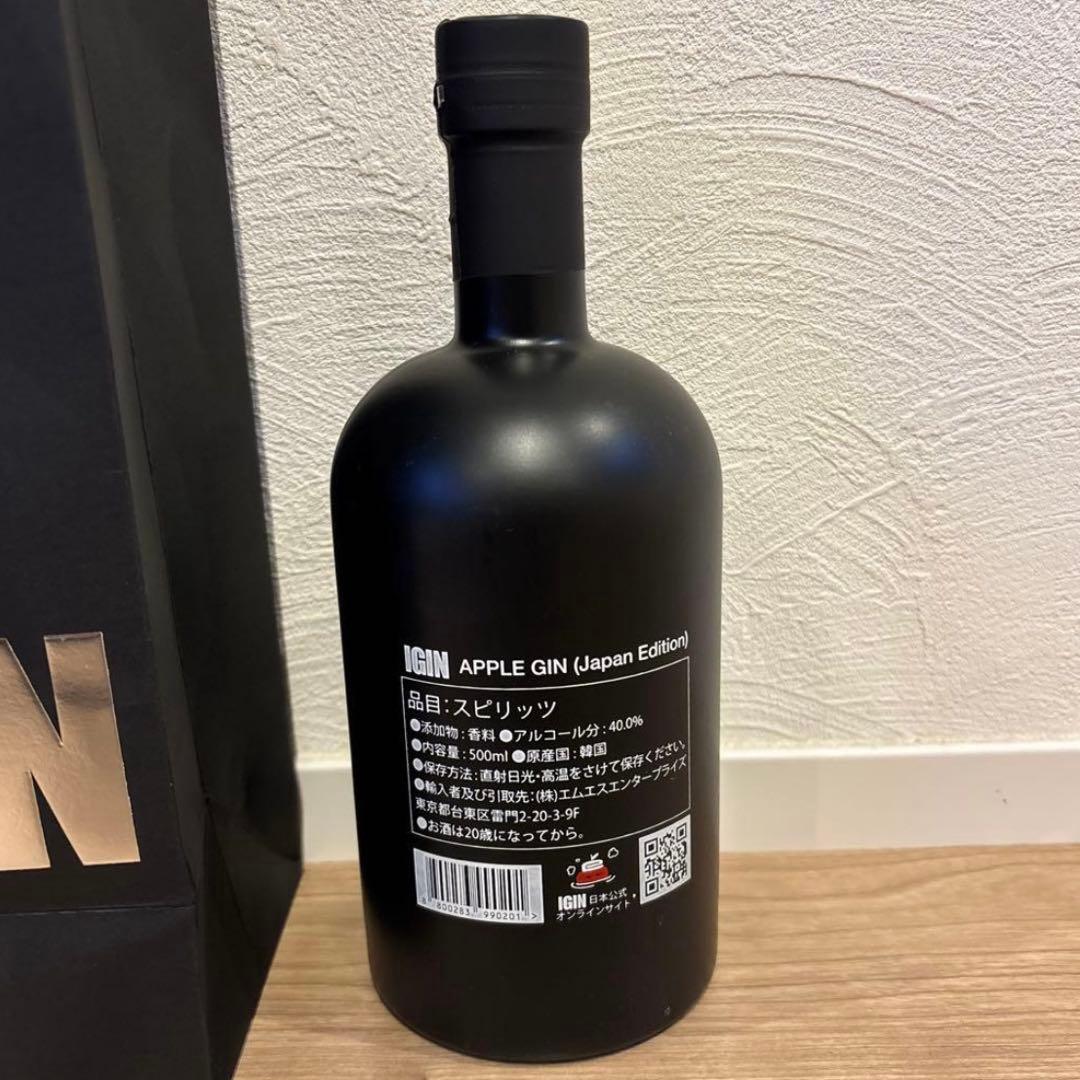 N
IGIN APPLE GIN (Japan Edition)
品目：スピリッツ
●添加物：香料 ●アルコール分：40.0%
●内容量：500ml ●原産国：韓国
●保存方法：直射日光・高温をさけて保存ください。
●輸入者及び引取先：(株)エムエスエンタープライズ
東京都台東区雷門2-20-3-9F
●お酒は20歳になってから。
8 800283 990201 >
IGIN 日本公式
オンラインサイト